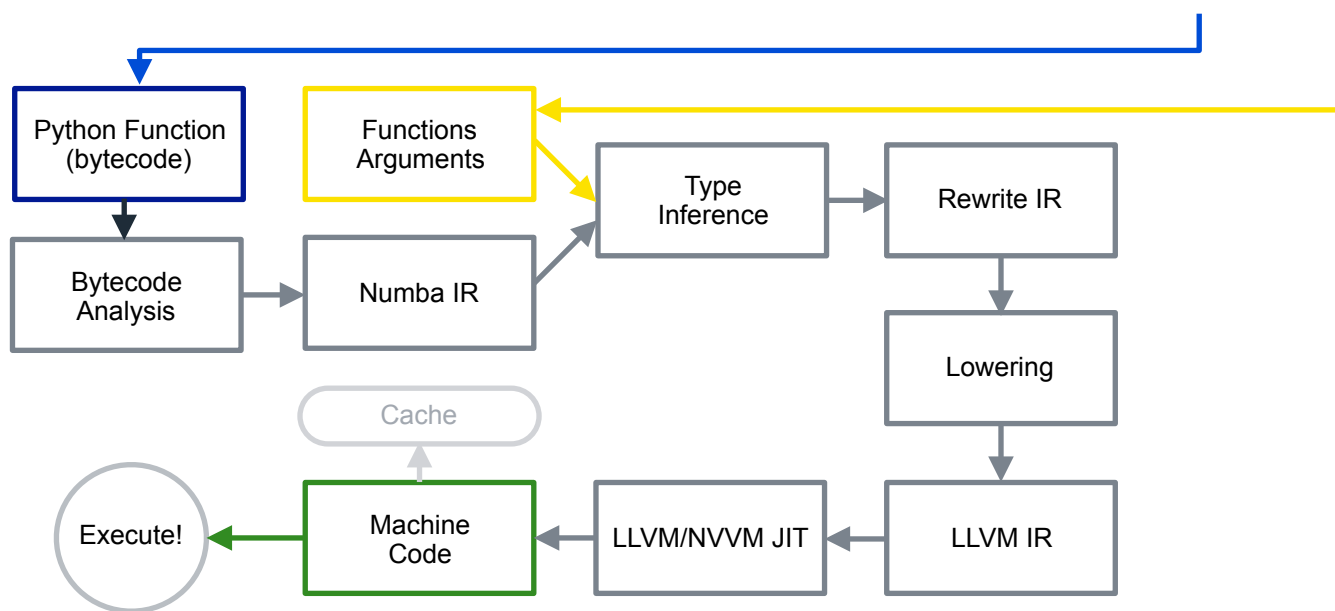 Python Function
(bytecode)
Functions
Arguments
Type
Inference
Rewrite IR
Bytecode
Analysis
Numba IR
Lowering
Cache
Execute!
Machine
Code
LLVM/NVVM JIT
LLVM IR